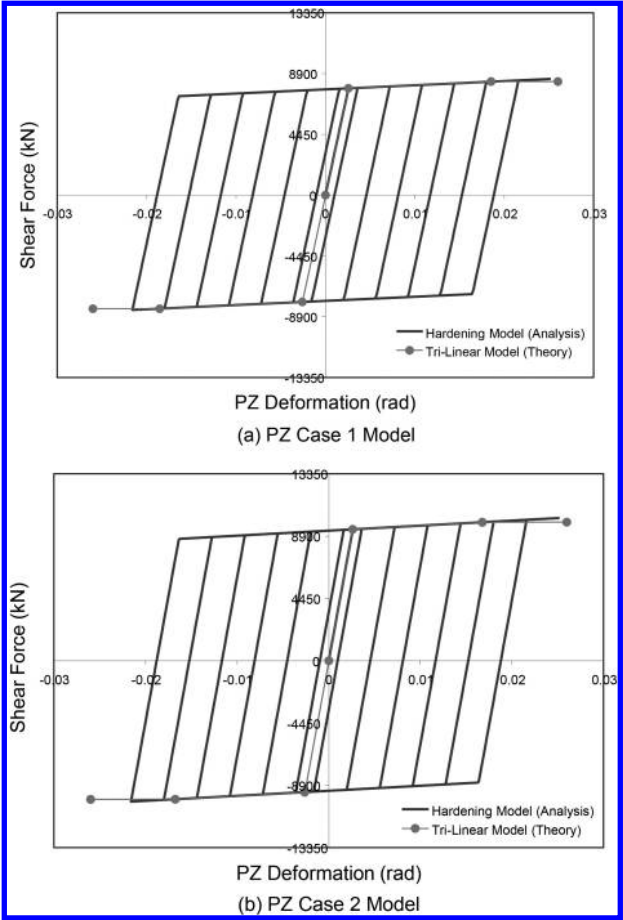 13350
8900
4450
0
-0.03
-0.02
-0.01
0
0.01
0.02
0.03
-4450
-8900
-13350
Shear Force (kN)
Hardening Model (Analysis)
Tri-Linear Model (Theory)
PZ Deformation (rad)
(a) PZ Case 1 Model
13350
8900
4450
0
-0.03
-0.02
-0.01
0
0.01
0.02
0.03
-4450
-8900
-13350
Shear Force (kN)
Hardening Model (Analysis)
Tri-Linear Model (Theory)
PZ Deformation (rad)
(b) PZ Case 2 Model